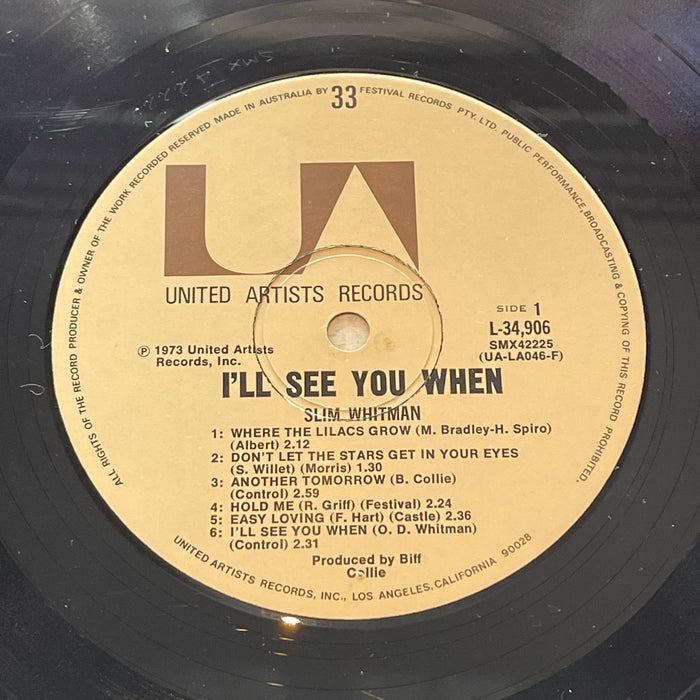 ALL RIGHTS OF THE RECORD PRODUCER & OWNER OF THE WORK RECORDED RESERVED MADE IN AUSTRALIA BY FESTIVAL RECORDS PTY. LTD. PUBLIC PERFORMANCE, BROADCASTING & COPYING OF THIS RECORD PROHIBITED.
33
UA
UNITED ARTISTS RECORDS
SIDE 1
L-34,906
SMX42225
(UA-LA046-F)
℗ 1973 United Artists
Records, Inc.
I'LL SEE YOU WHEN
SLIM WHITMAN
1: WHERE THE LILACS GROW (M. Bradley-H. Spiro)
(Albert) 2.12
2: DON'T LET THE STARS GET IN YOUR EYES
(S. Willet) (Morris) 1.30
3: ANOTHER TOMORROW (B. Collie)
(Control) 2.59
4: HOLD ME (R. Griff) (Festival) 2.24
5: EASY LOVING (F. Hart) (Castle) 2.36
6: I'LL SEE YOU WHEN (O. D. Whitman)
(Control) 2.31
Produced by Biff
Collie
UNITED ARTISTS RECORDS, INC., LOS ANGELES, CALIFORNIA 90028